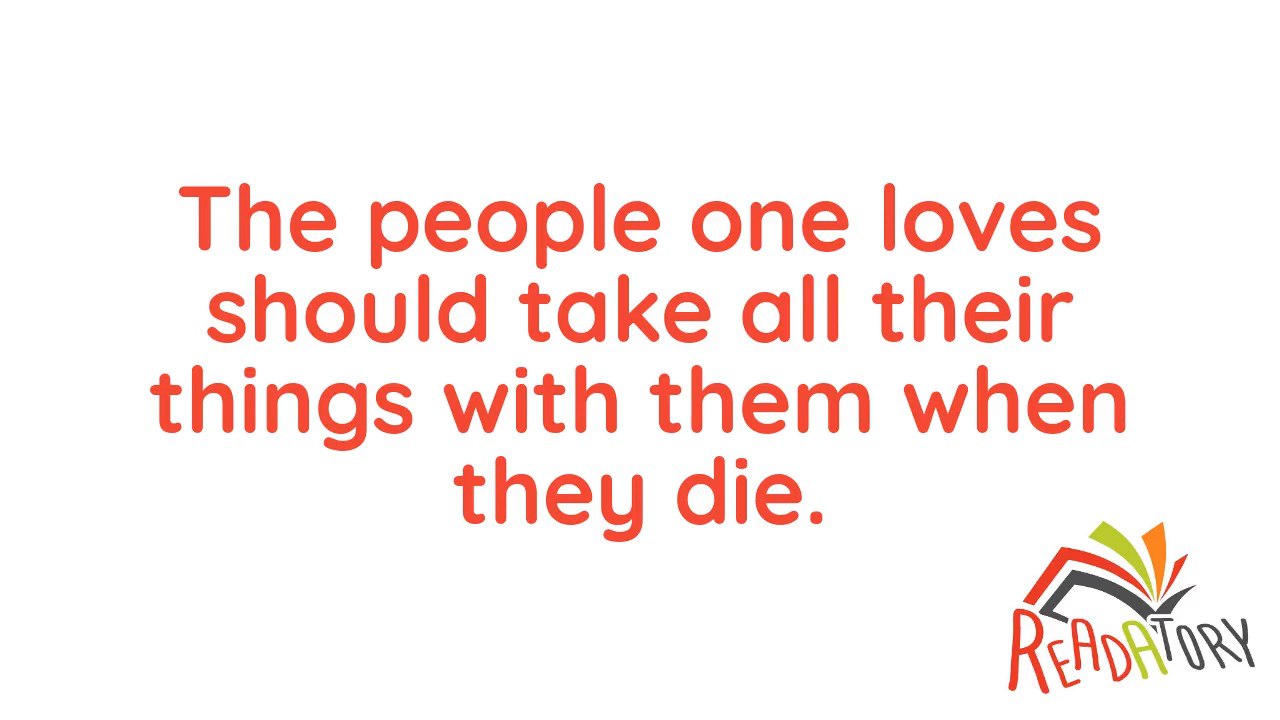 The people one loves
should take all their
things with them when
they die.
READATORY